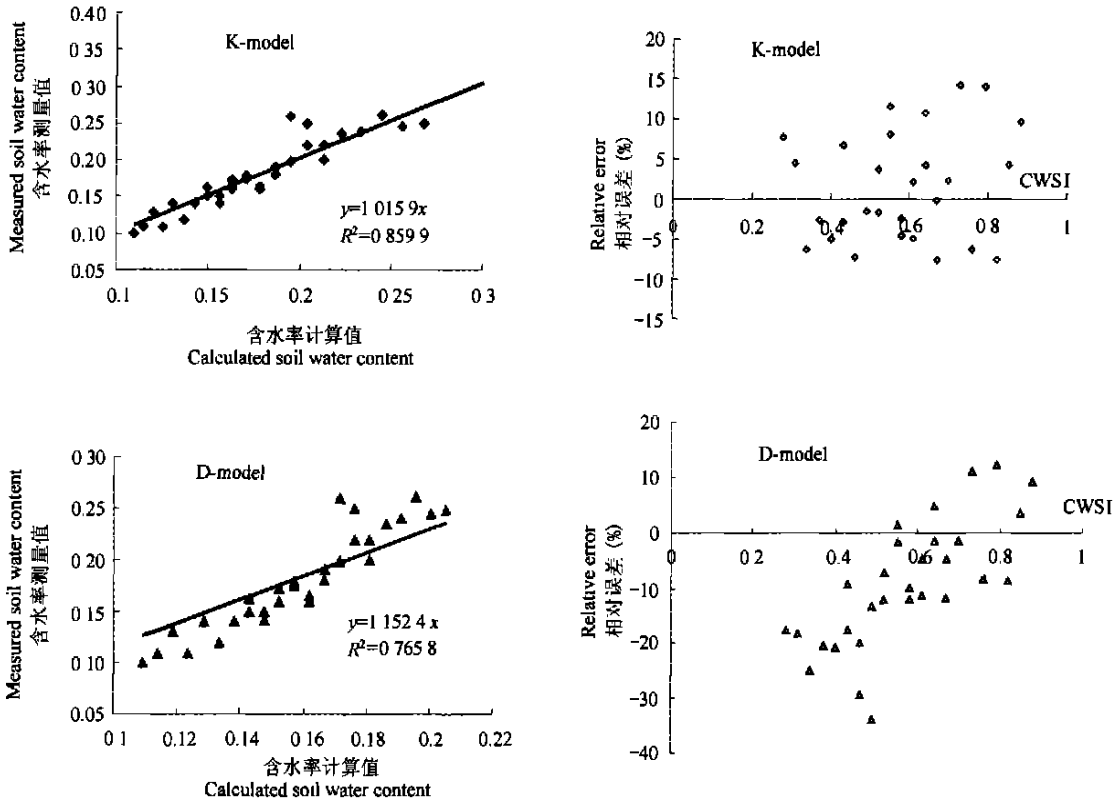 0 40
0 35
0 30
0.25
0.20
0.15
0.10
0.05
0 1
0 15
0 2
0 25
0 3
K-model
y=1 015 9x
R²=0 859 9
Measured soil water content
含水率测量值
含水率计算值
Calculated soil water content
20
15
10
5
0
−5
−10
−15
0
0.2
0.4
0.6
0.8
1
K-model
CWSI
Relative error
相对误差 (%)
0 30
0.25
0.20
0.15
0.10
0.05
0 1
0.12
0.14
0.16
0.18
0.2
0.22
D-model
y=1 152 4 x
R²=0 765 8
Measured soil water content
含水率测量值
含水率计算值
Calculated soil water content
20
10
0
−10
−20
−30
−40
0
0.2
0.4
0.6
0.8
1
D-model
CWSI
Relative error
相对误差 (%)